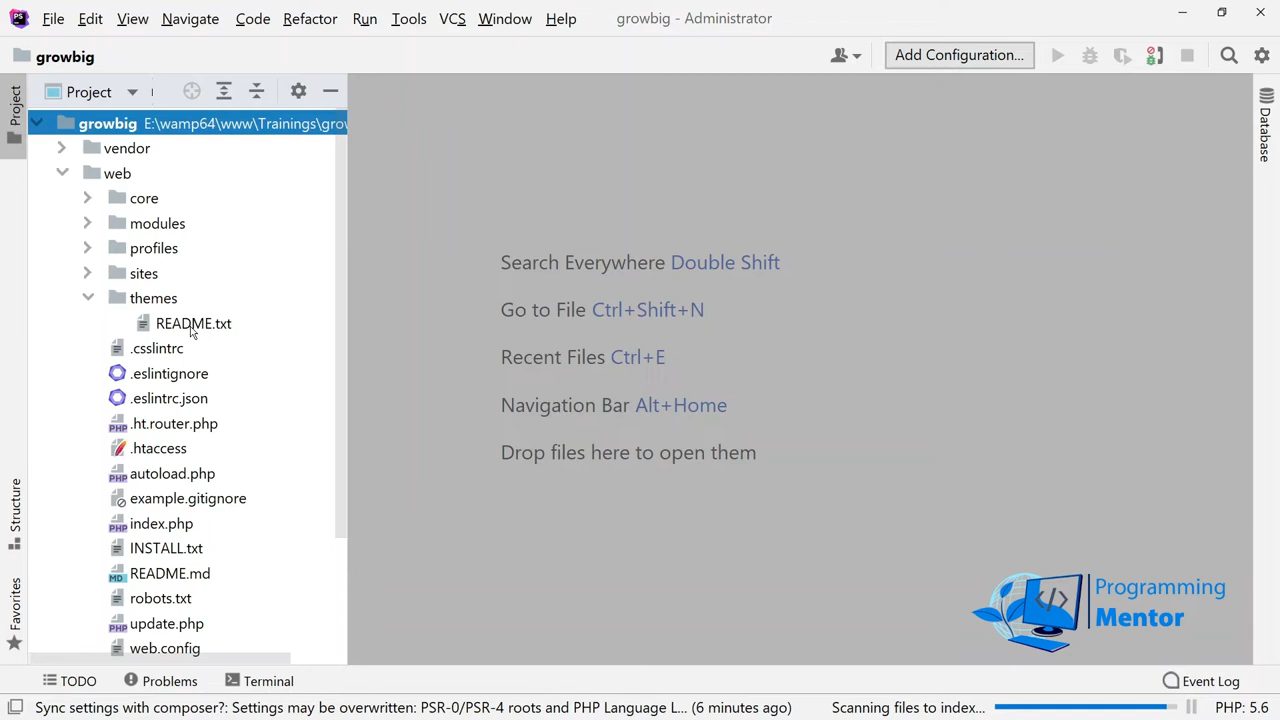 File Edit View Navigate Code Refactor Run Tools VCS Window Help growbig - Administrator
growbig Add Configuration...
Project
growbig E:\wamp64\www\Trainings\grow
vendor
web
core
modules
profiles
sites
themes
README.txt
.csslintrc
.eslintignore
.eslintrc.json
.ht.router.php
.htaccess
autoload.php
example.gitignore
index.php
INSTALL.txt
README.md
robots.txt
update.php
web.config
Project
Structure
Favorites
Search Everywhere Double Shift
Go to File Ctrl+Shift+N
Recent Files Ctrl+E
Navigation Bar Alt+Home
Drop files here to open them
Database
</> Programming
Mentor
TODO Problems Terminal Event Log
Sync settings with composer?: Settings may be overwritten: PSR-0/PSR-4 roots and PHP Language L... (6 minutes ago) Scanning files to index... PHP: 5.6